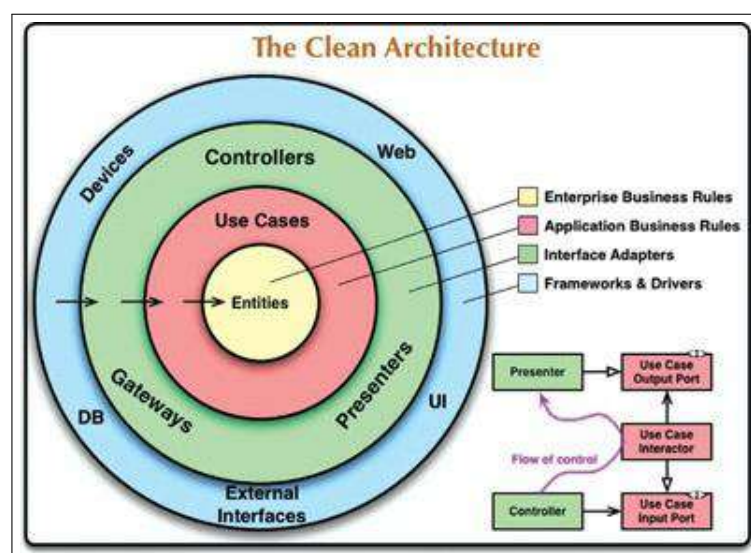 The Clean Architecture
Devices
Web
Controllers
Use Cases
Entities
Gateways
Presenters
DB
UI
External
Interfaces
Enterprise Business Rules
Application Business Rules
Interface Adapters
Frameworks & Drivers
Presenter
Use Case
Output Port
Flow of control
Use Case
Interactor
Controller
Use Case
Input Port